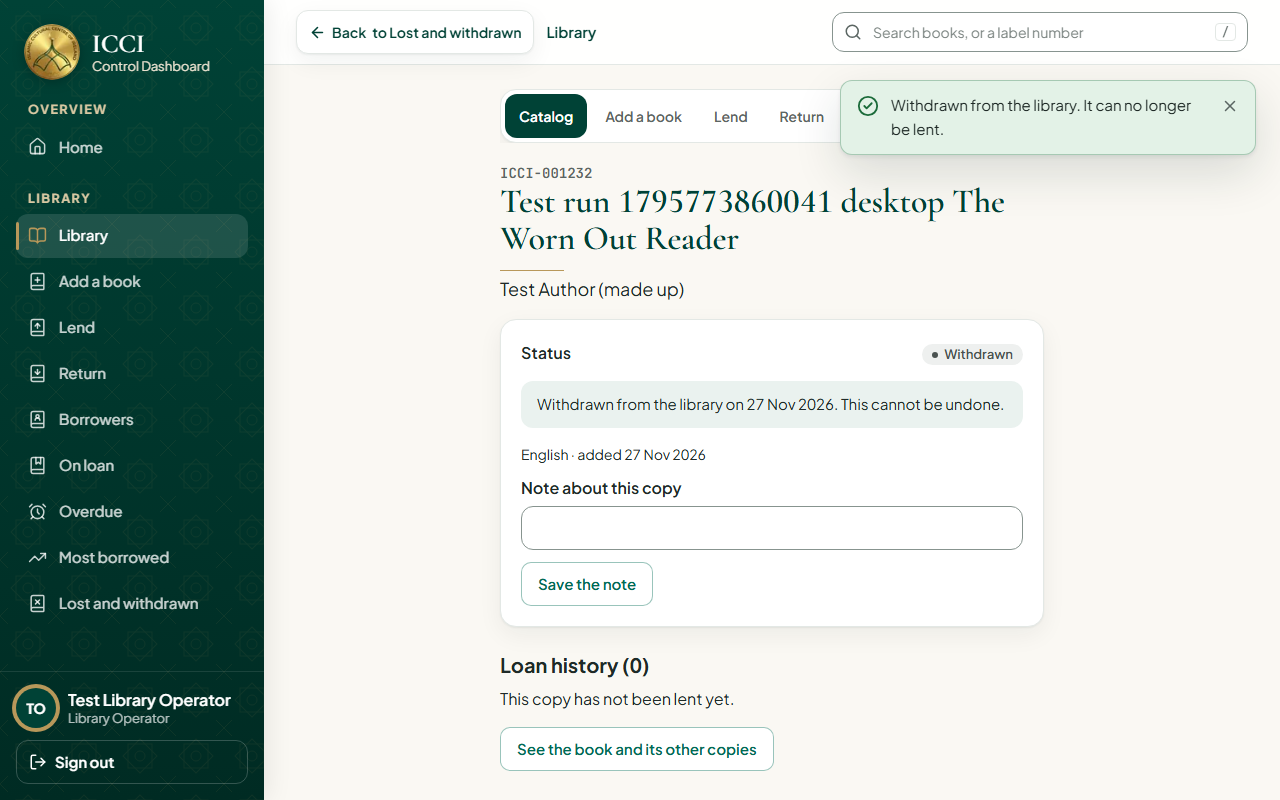 ICCI
Control Dashboard
OVERVIEW
Home
LIBRARY
Library
Add a book
Lend
Return
Borrowers
On loan
Overdue
Most borrowed
Lost and withdrawn
TO
Test Library Operator
Library Operator
Sign out
Back to Lost and withdrawn
Library
Search books, or a label number
/
Catalog
Add a book
Lend
Return
Withdrawn from the library. It can no longer
be lent.
ICCI-001232
Test run 1795773860041 desktop The
Worn Out Reader
Test Author (made up)
Status
Withdrawn
Withdrawn from the library on 27 Nov 2026. This cannot be undone.
English · added 27 Nov 2026
Note about this copy
Save the note
Loan history (0)
This copy has not been lent yet.
See the book and its other copies